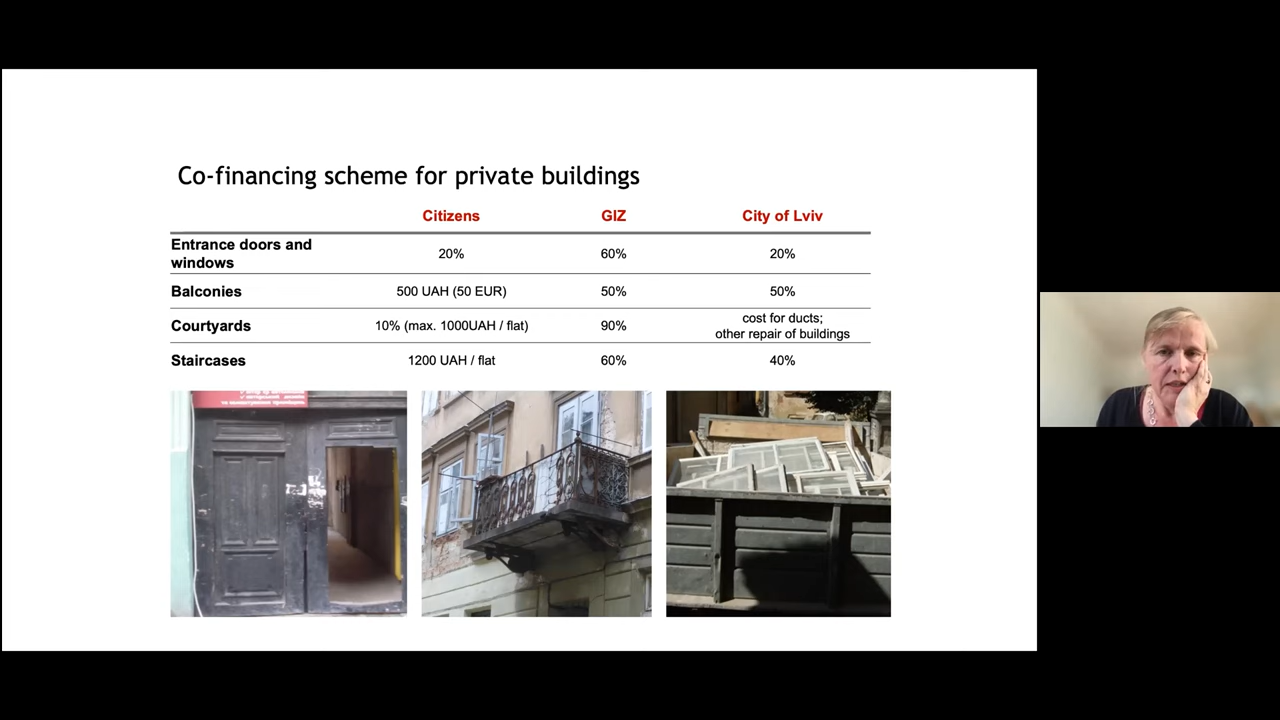 Co-financing scheme for private buildings
Citizens GIZ City of Lviv
Entrance doors and
windows 20% 60% 20%
Balconies 500 UAH (50 EUR) 50% 50%
Courtyards 10% (max. 1000UAH / flat) 90% cost for ducts;
other repair of buildings
Staircases 1200 UAH / flat 60% 40%